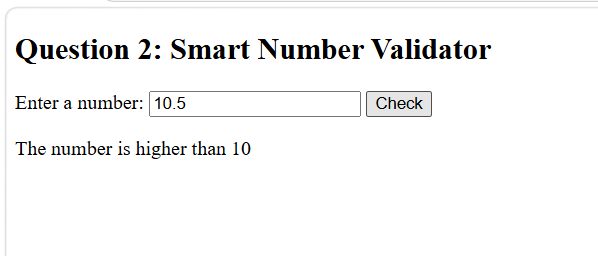 Question 2: Smart Number Validator
Enter a number: 10.5 Check
The number is higher than 10